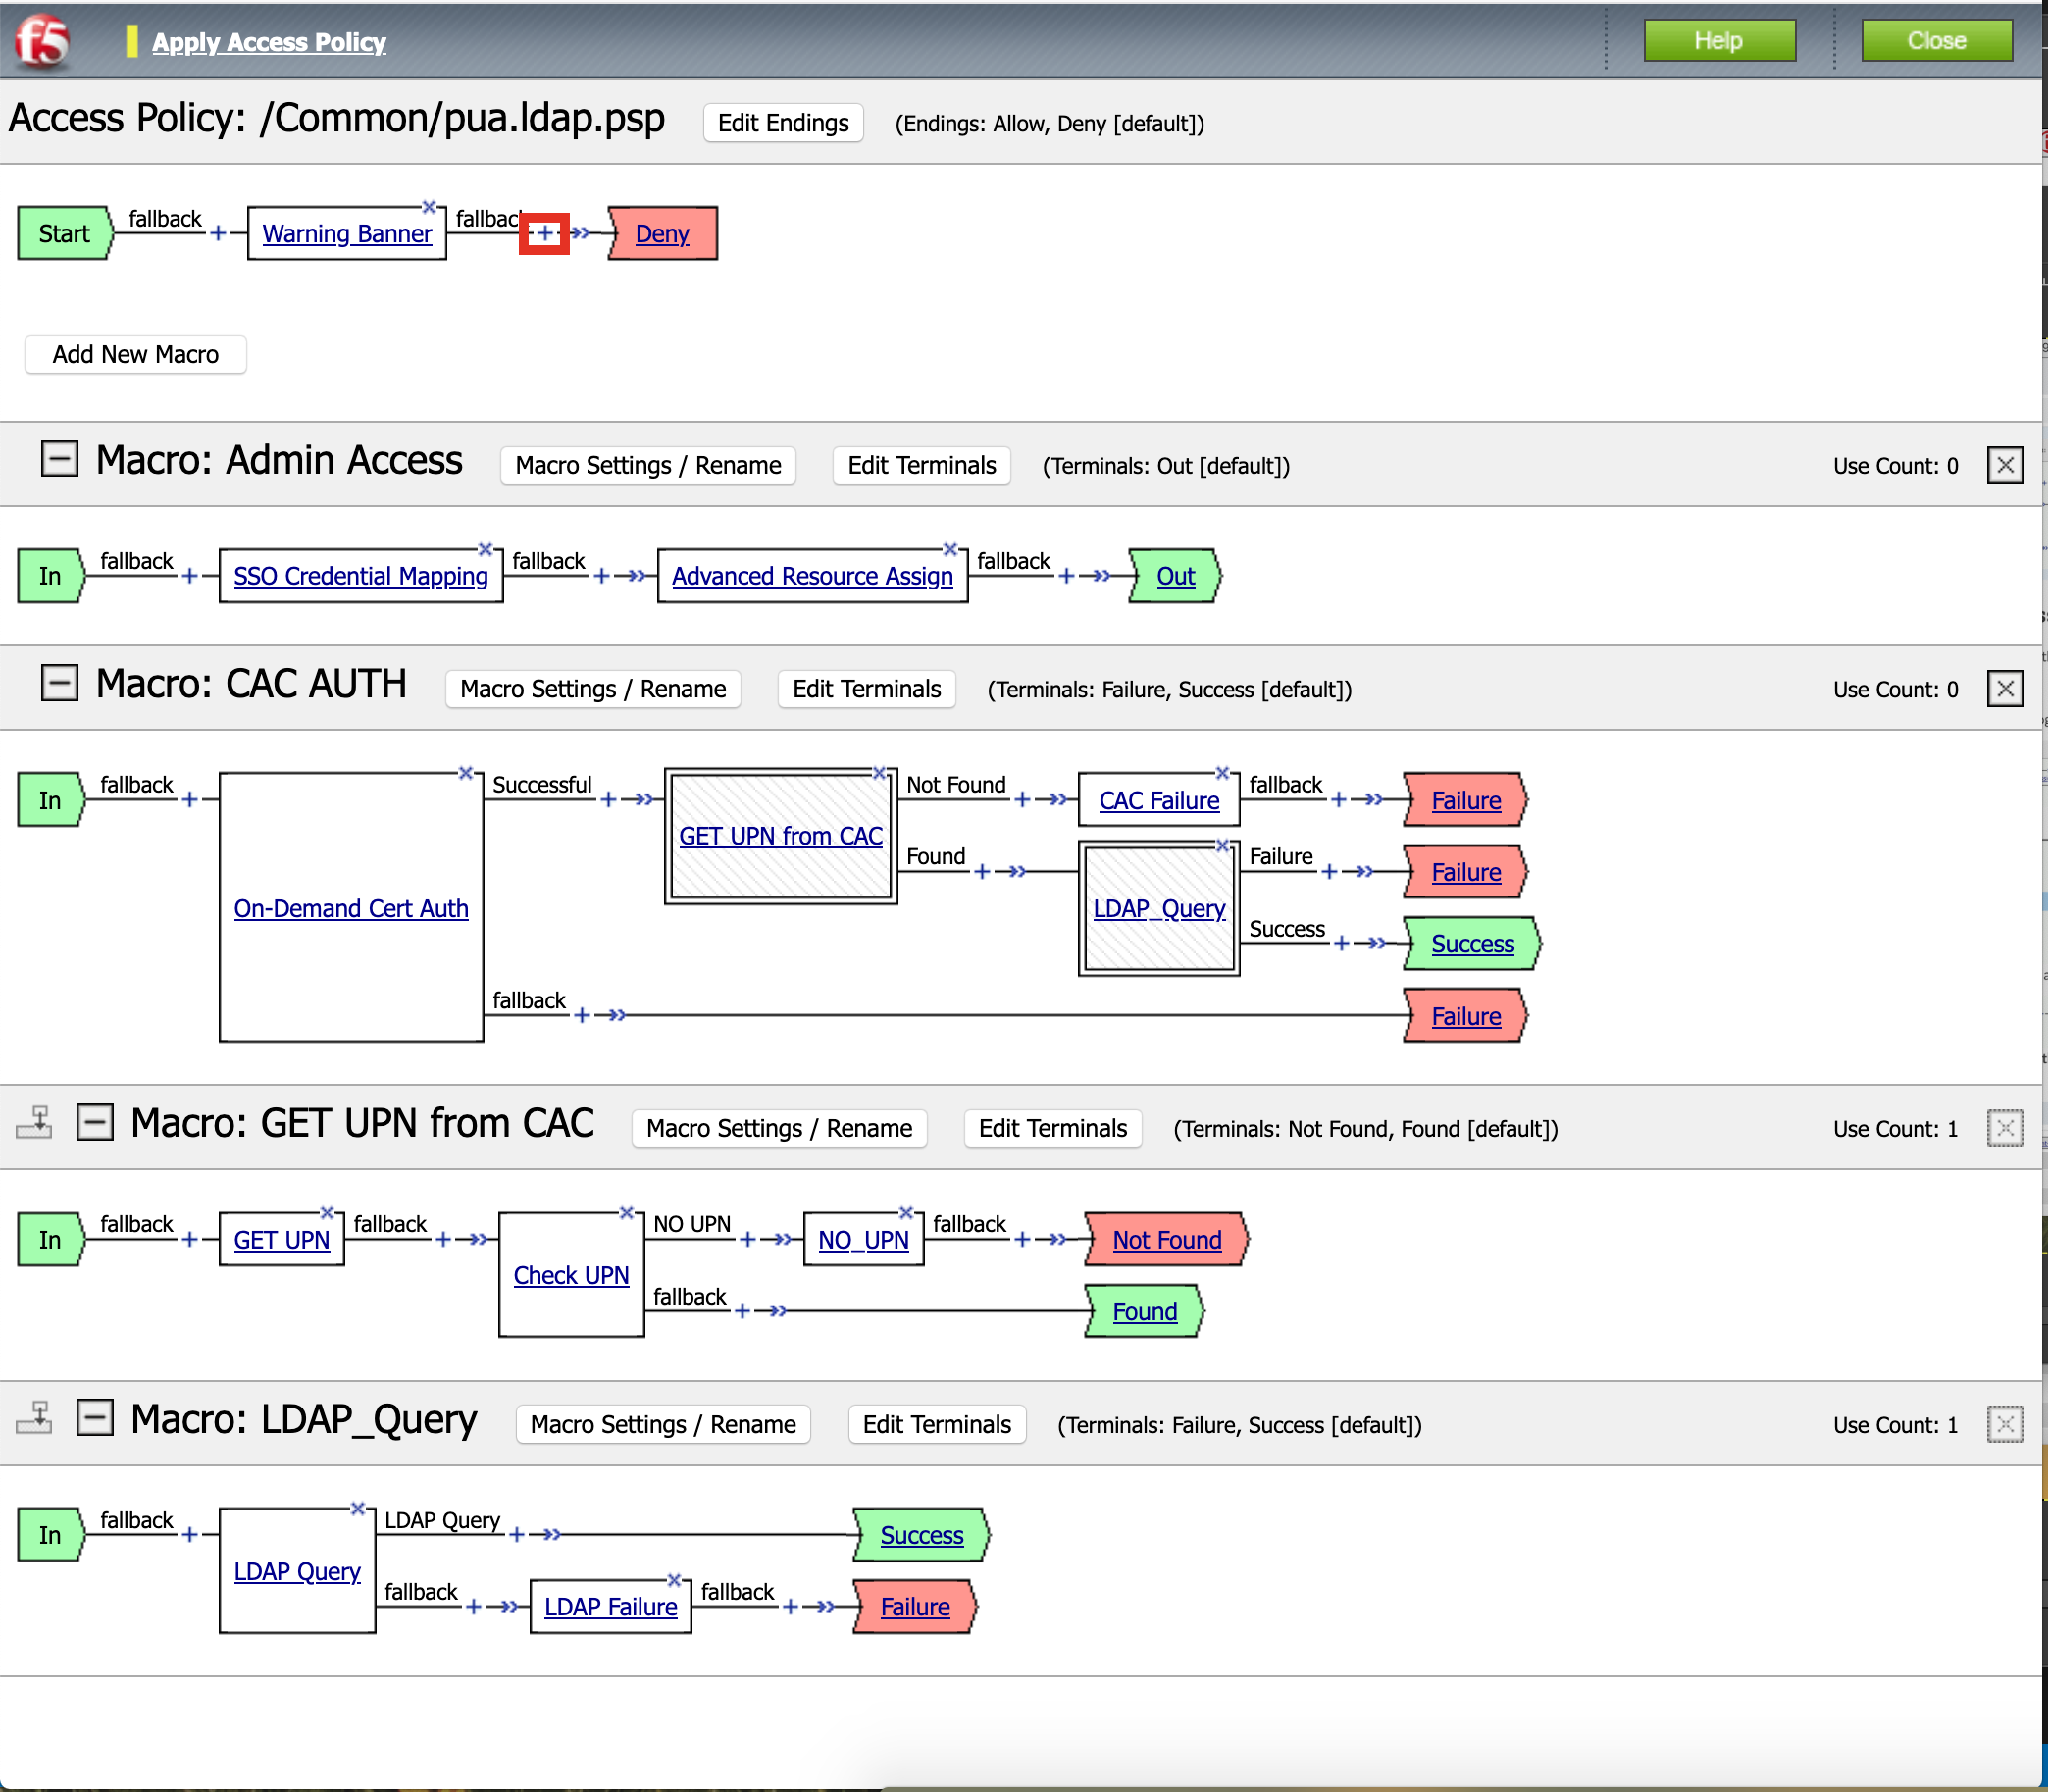 f5 Apply Access Policy Help Close
Access Policy: /Common/pua.ldap.psp Edit Endings (Endings: Allow, Deny [default])
Start fallback + Warning Banner fallback + Deny
Add New Macro
Macro: Admin Access Macro Settings / Rename Edit Terminals (Terminals: Out [default]) Use Count: 0
In fallback + SSO Credential Mapping fallback + Advanced Resource Assign fallback + Out
Macro: CAC AUTH Macro Settings / Rename Edit Terminals (Terminals: Failure, Success [default]) Use Count: 0
In fallback + On-Demand Cert Auth Successful + GET UPN from CAC Not Found + CAC Failure fallback + Failure
Found + LDAP_Query Failure + Failure
Success + Success
fallback + Failure
Macro: GET UPN from CAC Macro Settings / Rename Edit Terminals (Terminals: Not Found, Found [default]) Use Count: 1
In fallback + GET UPN fallback + Check UPN NO UPN + NO_UPN fallback + Not Found
fallback + Found
Macro: LDAP_Query Macro Settings / Rename Edit Terminals (Terminals: Failure, Success [default]) Use Count: 1
In fallback + LDAP Query LDAP Query + Success
fallback + LDAP Failure fallback + Failure